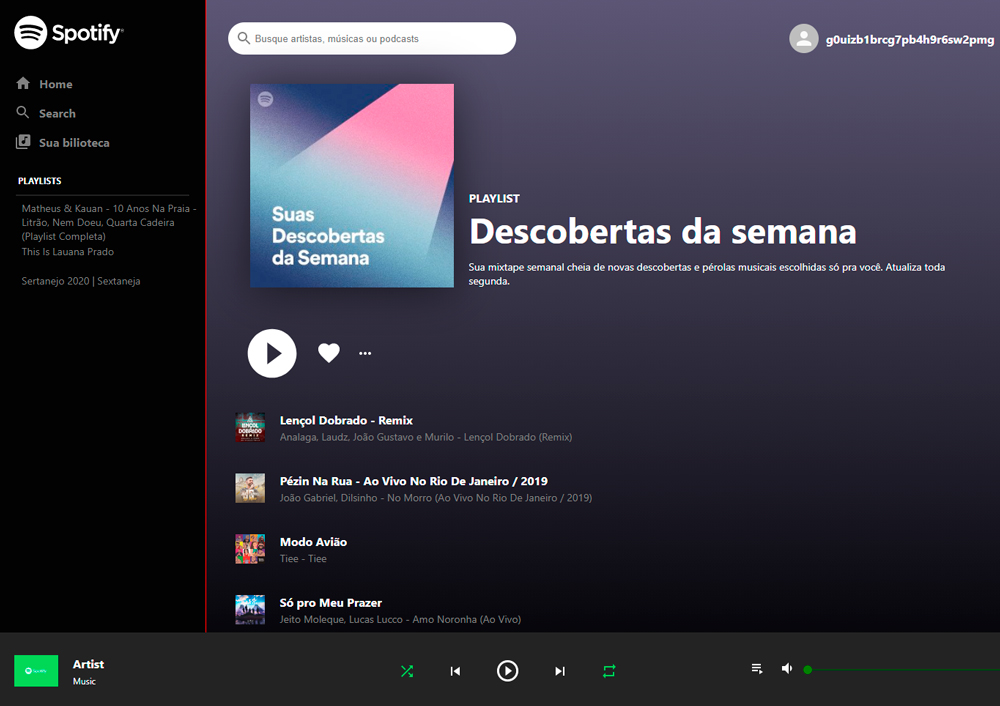 Spotify
Home
Search
Sua bilioteca
PLAYLISTS
Matheus & Kauan - 10 Anos Na Praia -
Litrão, Nem Doeu, Quarta Cadeira
(Playlist Completa)
This Is Lauana Prado
Sertanejo 2020 | Sextaneja
Busque artistas, músicas ou podcasts
g0uizb1brcg7pb4h9r6sw2pmg
Suas
Descobertas
da Semana
PLAYLIST
Descobertas da semana
Sua mixtape semanal cheia de novas descobertas e pérolas musicais escolhidas só pra você. Atualiza toda
segunda.
LENÇOL
DOBRADO
REMIX
Lençol Dobrado - Remix
Analaga, Laudz, João Gustavo e Murilo - Lençol Dobrado (Remix)
Pézin Na Rua - Ao Vivo No Rio De Janeiro / 2019
João Gabriel, Dilsinho - No Morro (Ao Vivo No Rio De Janeiro / 2019)
Modo Avião
Tiee - Tiee
Só pro Meu Prazer
Jeito Moleque, Lucas Lucco - Amo Noronha (Ao Vivo)
Artist
Music